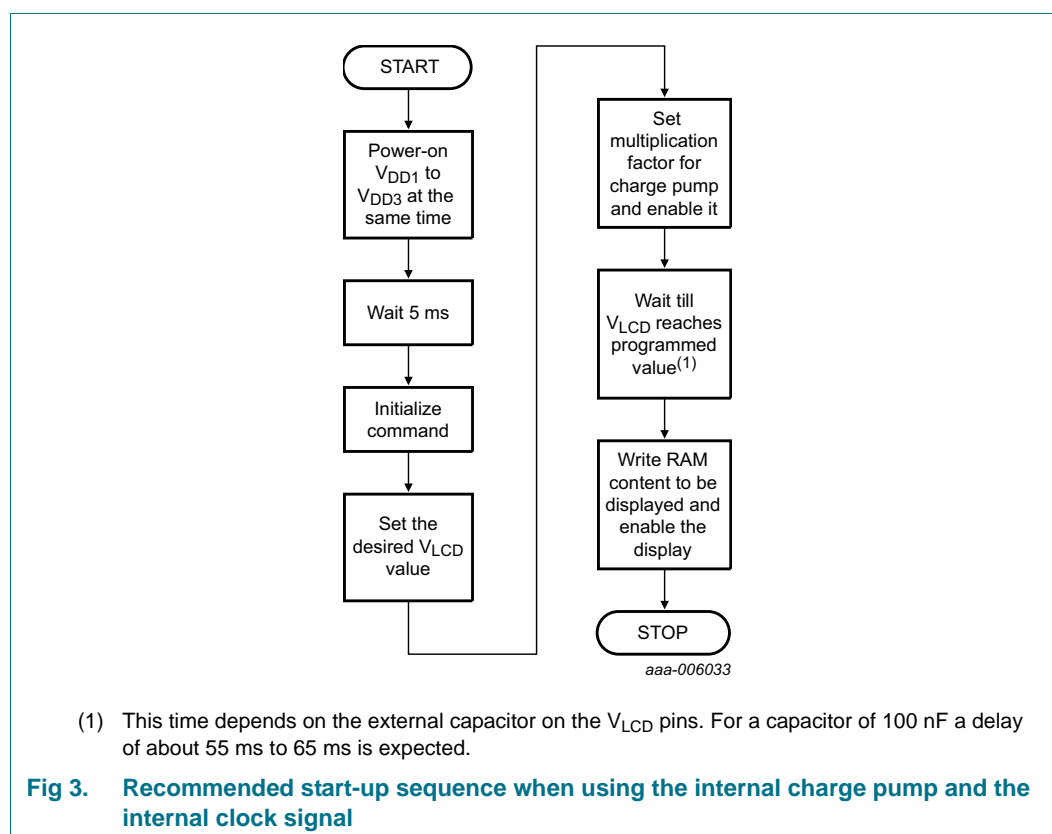 START
Power-on
VDD1 to
VDD3 at the
same time
Wait 5 ms
Initialize
command
Set the
desired VLCD
value
Set
multiplication
factor for
charge pump
and enable it
Wait till
VLCD reaches
programmed
value(1)
Write RAM
content to be
displayed and
enable the
display
STOP
aaa-006033
(1) This time depends on the external capacitor on the VLCD pins. For a capacitor of 100 nF a delay
of about 55 ms to 65 ms is expected.
Fig 3. Recommended start-up sequence when using the internal charge pump and the
internal clock signal